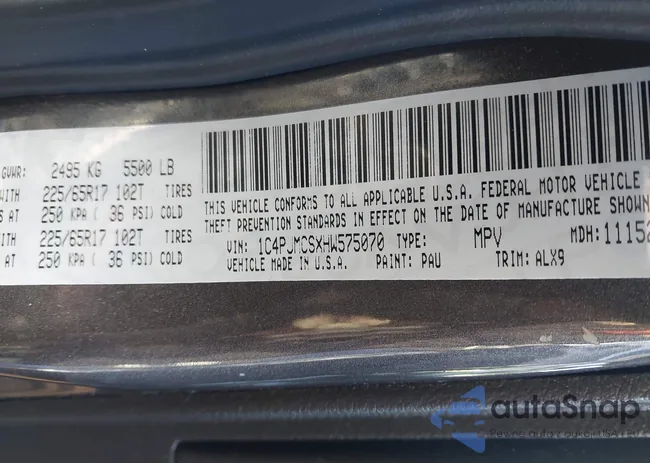 GVWR: 2495 KG 5500 LB
WITH 225/65R17 102T TIRES
S AT 250 KPA ( 36 PSI) COLD
WITH 225/65R17 102T TIRES
S AT 250 KPA ( 36 PSI) COLD
THIS VEHICLE CONFORMS TO ALL APPLICABLE U.S.A. FEDERAL MOTOR VEHICLE
THEFT PREVENTION STANDARDS IN EFFECT ON THE DATE OF MANUFACTURE SHOWN
VIN: 1C4PJMCSXHW575070 TYPE: MPV MDH: 11152
VEHICLE MADE IN U.S.A. PAINT: PAU TRIM: ALX9
autoSnap